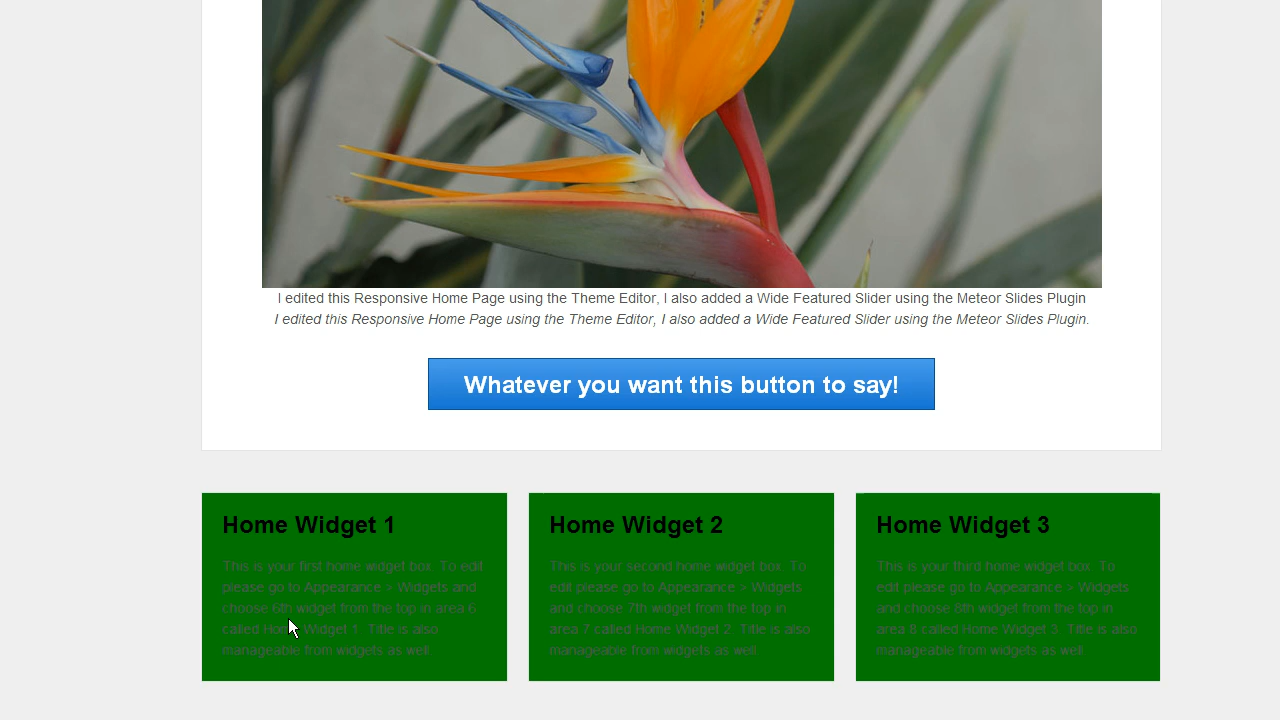 I edited this Responsive Home Page using the Theme Editor, I also added a Wide Featured Slider using the Meteor Slides Plugin
I edited this Responsive Home Page using the Theme Editor, I also added a Wide Featured Slider using the Meteor Slides Plugin.
Whatever you want this button to say!
Home Widget 1
This is your first home widget box. To edit
please go to Appearance > Widgets and
choose 6th widget from the top in area 6
called Home Widget 1. Title is also
manageable from widgets as well.
Home Widget 2
This is your second home widget box. To
edit please go to Appearance > Widgets
and choose 7th widget from the top in
area 7 called Home Widget 2. Title is also
manageable from widgets as well.
Home Widget 3
This is your third home widget box. To
edit please go to Appearance > Widgets
and choose 8th widget from the top in
area 8 called Home Widget 3. Title is also
manageable from widgets as well.